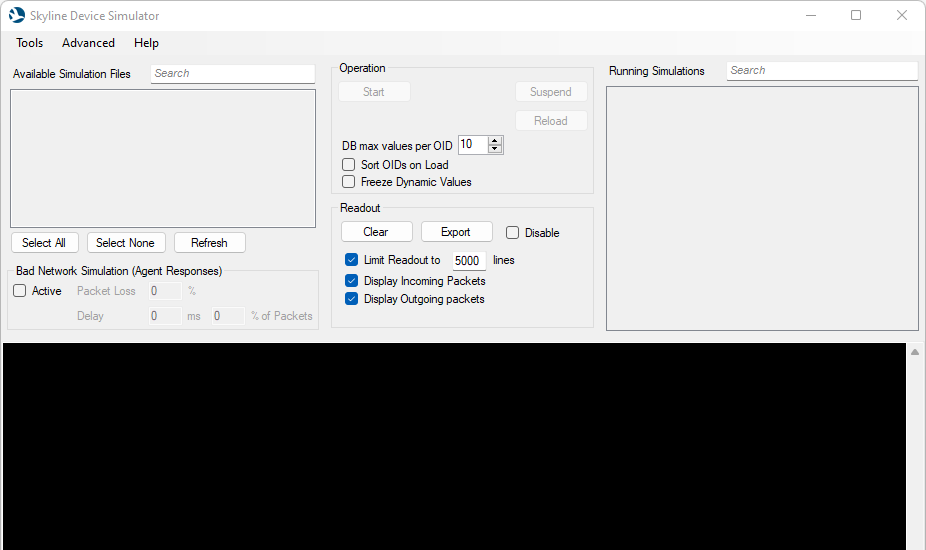 Skyline Device Simulator
Tools Advanced Help
Available Simulation Files Search
Select All Select None Refresh
Bad Network Simulation (Agent Responses)
Active Packet Loss 0 %
Delay 0 ms 0 % of Packets
Operation
Start Suspend
Reload
DB max values per OID 10
Sort OIDs on Load
Freeze Dynamic Values
Readout
Clear Export Disable
Limit Readout to 5000 lines
Display Incoming Packets
Display Outgoing packets
Running Simulations Search